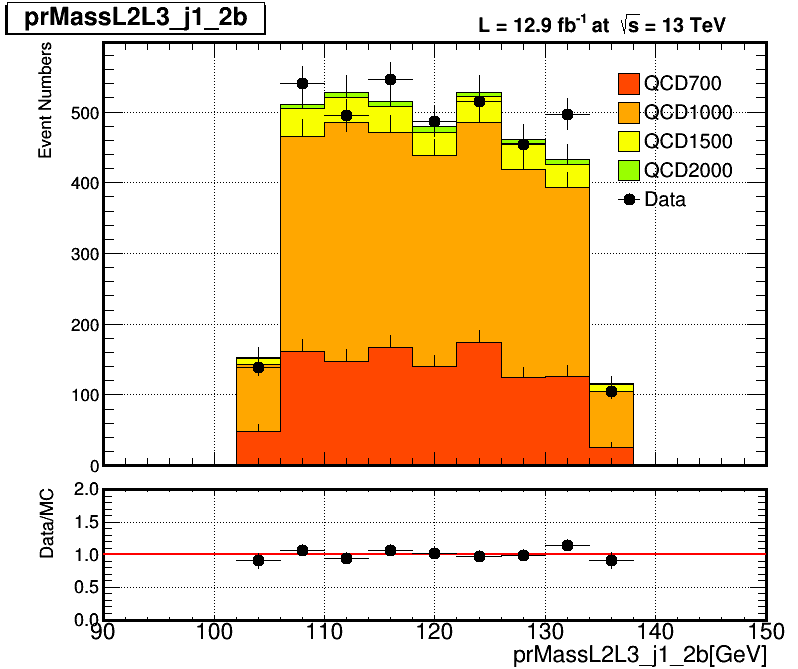 prMassL2L3_j1_2b
L = 12.9 fb-1 at √s = 13 TeV
Event Numbers
500
400
300
200
100
0
QCD700
QCD1000
QCD1500
QCD2000
Data
Data/MC
2.0
1.5
1.0
0.5
0.0
90 100 110 120 130 140 150
prMassL2L3_j1_2b[GeV]